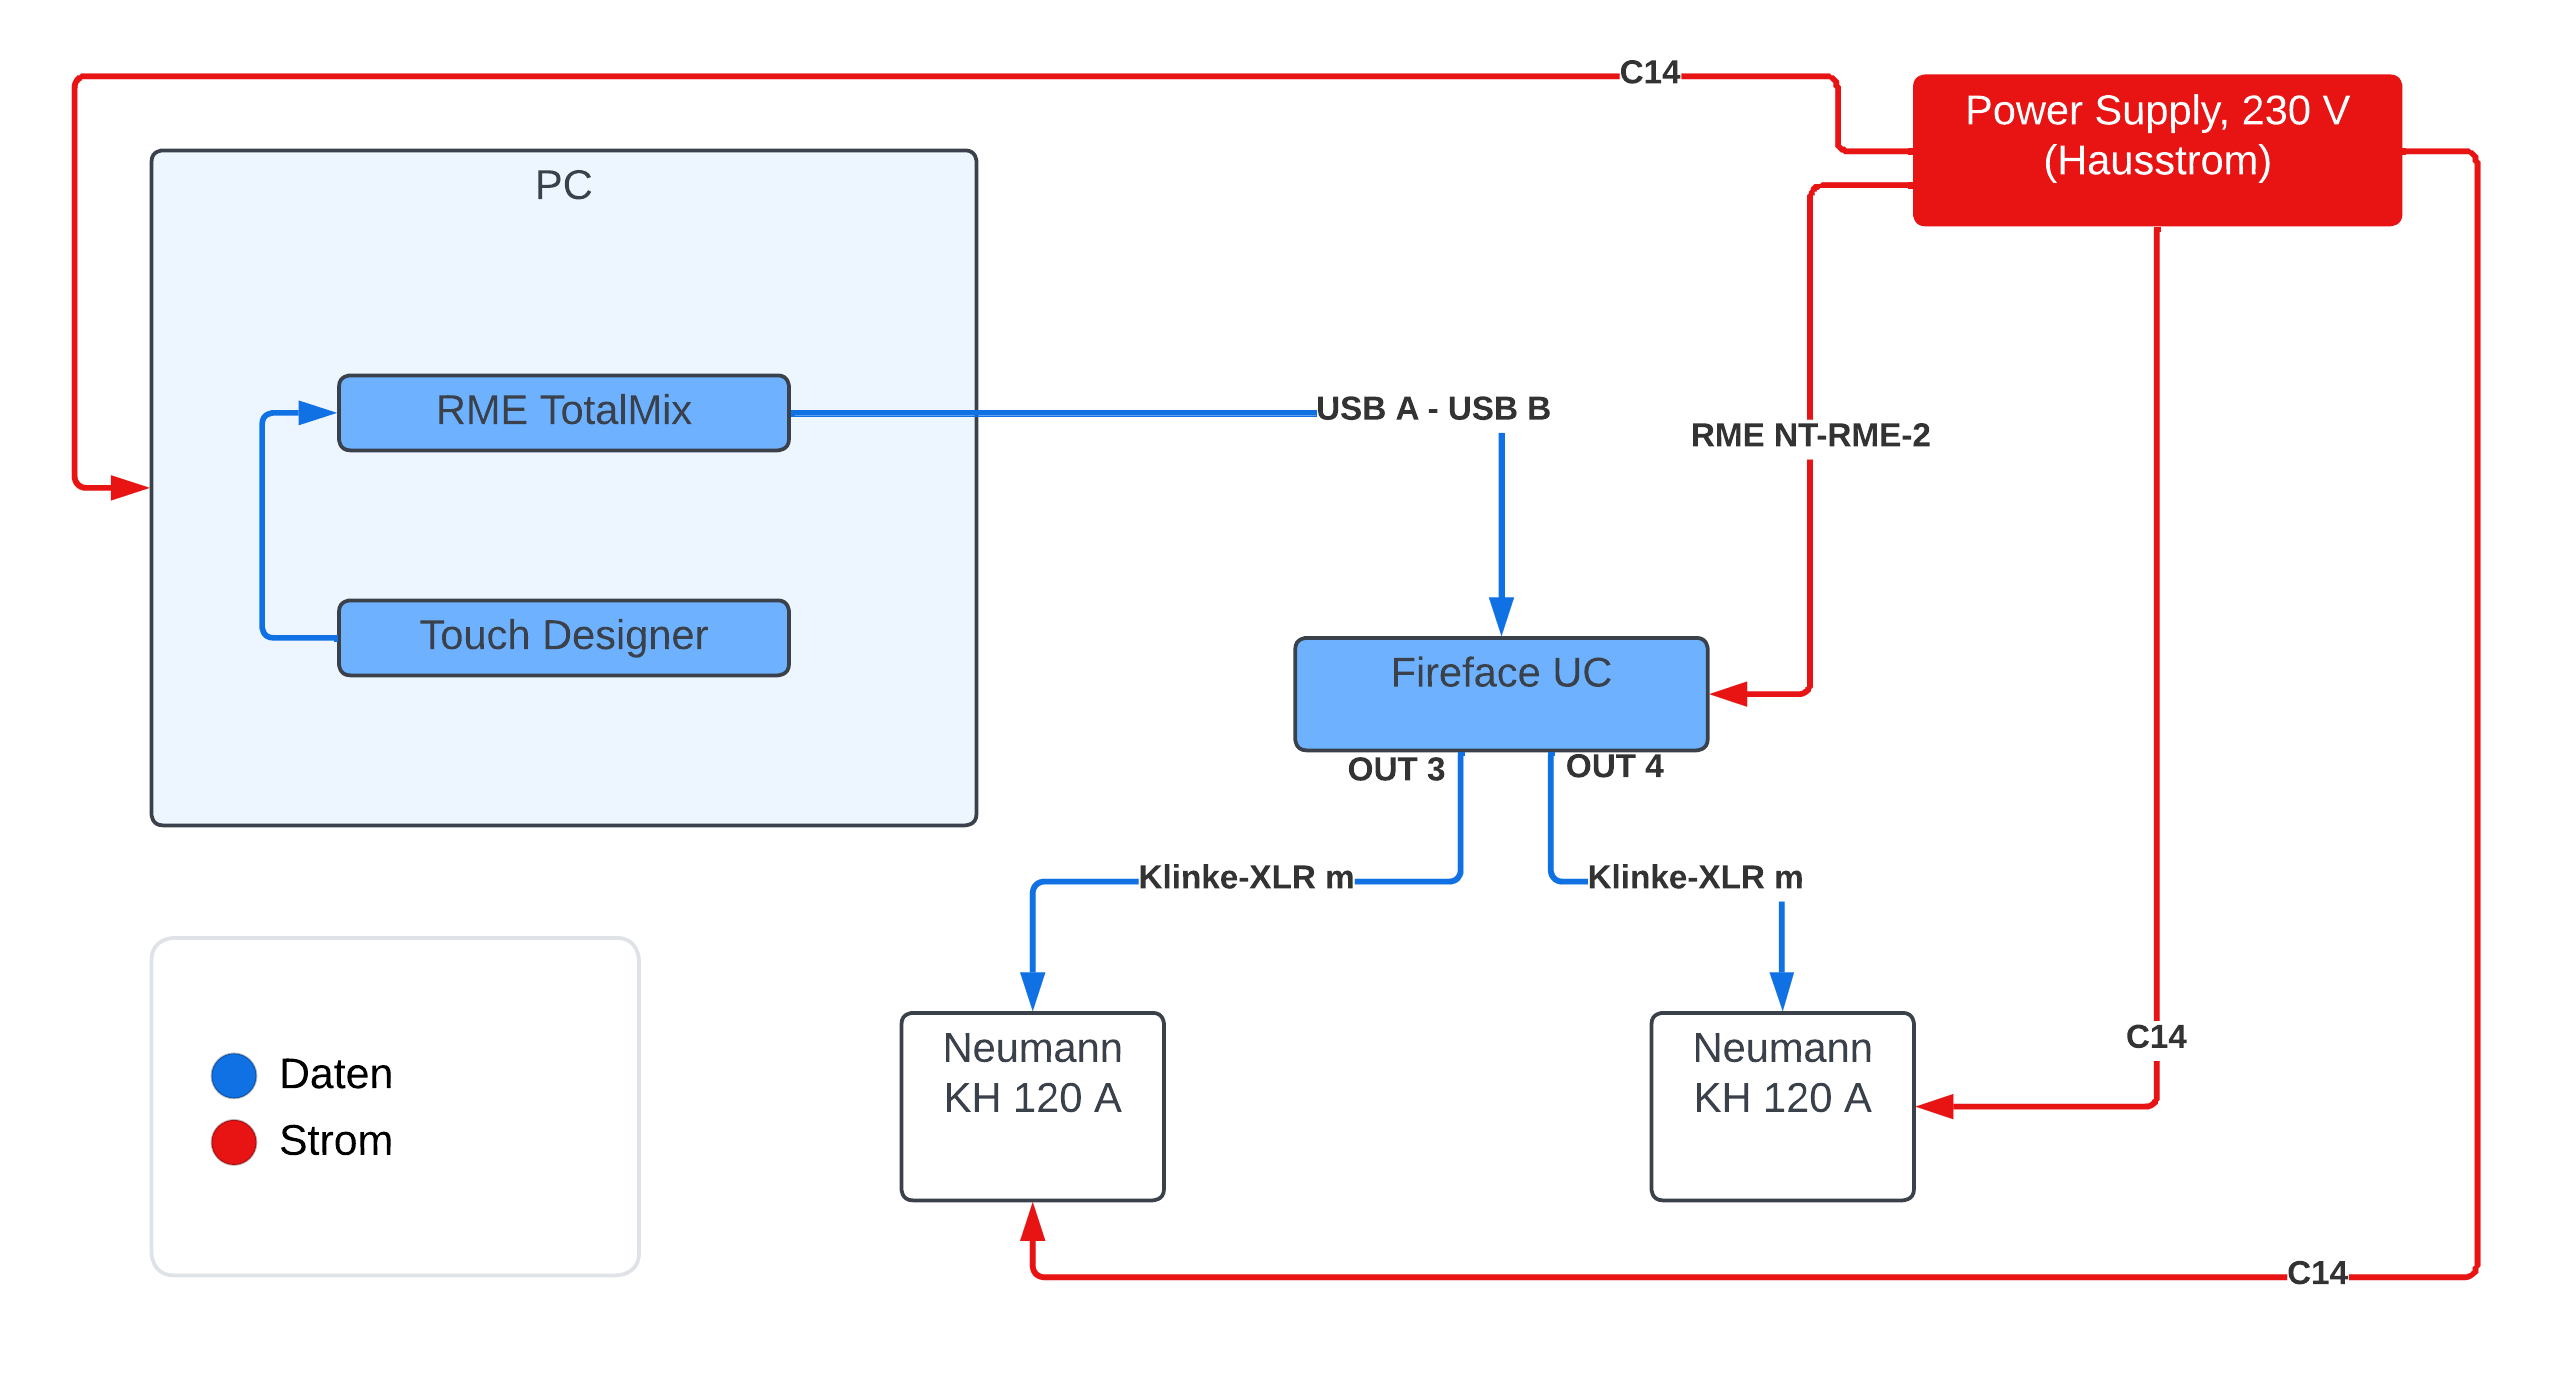 C14
Power Supply, 230 V
(Hausstrom)
PC
RME TotalMix
USB A - USB B
RME NT-RME-2
Touch Designer
Fireface UC
OUT 3
OUT 4
Klinke-XLR m
Klinke-XLR m
Neumann
KH 120 A
Neumann
KH 120 A
C14
Daten
Strom
C14